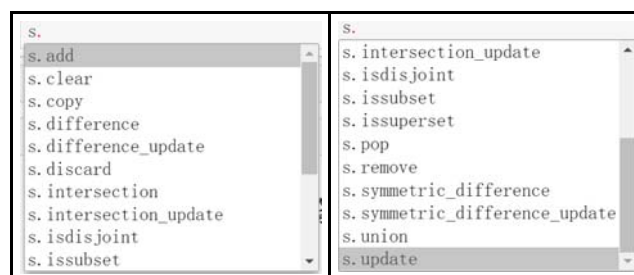 s.
s.add
s.clear
s.copy
s.difference
s.difference_update
s.discard
s.intersection
s.intersection_update
s.isdisjoint
s.issubset
s.
s.intersection_update
s.isdisjoint
s.issubset
s.issuperset
s.pop
s.remove
s.symmetric_difference
s.symmetric_difference_update
s.union
s.update